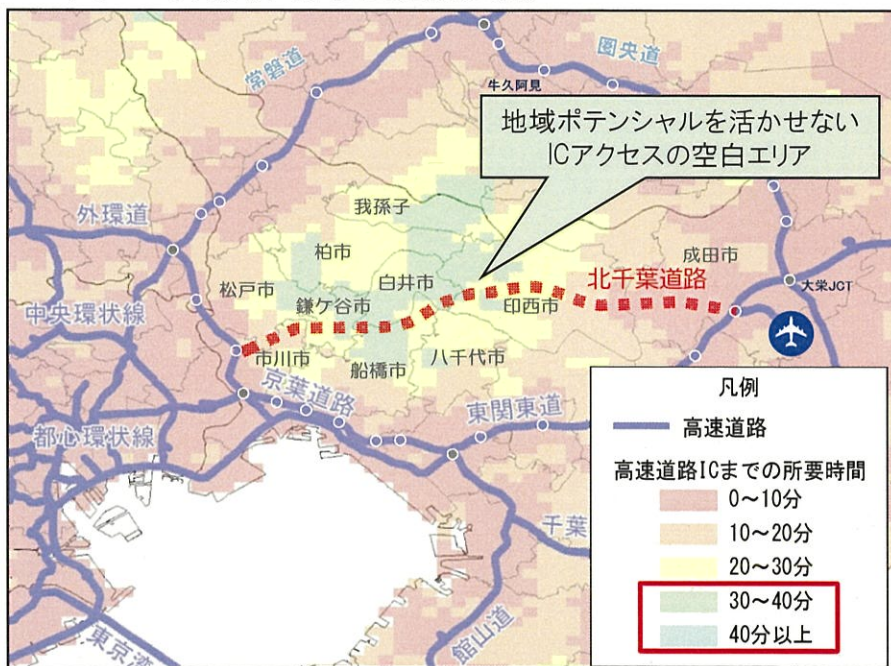 常磐道
圏央道
牛久阿見
地域ポテンシャルを活かせない
ICアクセスの空白エリア
外環道
我孫子
柏市
成田市
松戸市
白井市
北千葉道路
大栄JCT
鎌ケ谷市
印西市
中央環状線
市川市
船橋市
八千代市
京葉道路
東関東道
都心環状線
千葉
館山道
東京湾
凡例
高速道路
高速道路ICまでの所要時間
0～10分
10～20分
20～30分
30～40分
40分以上